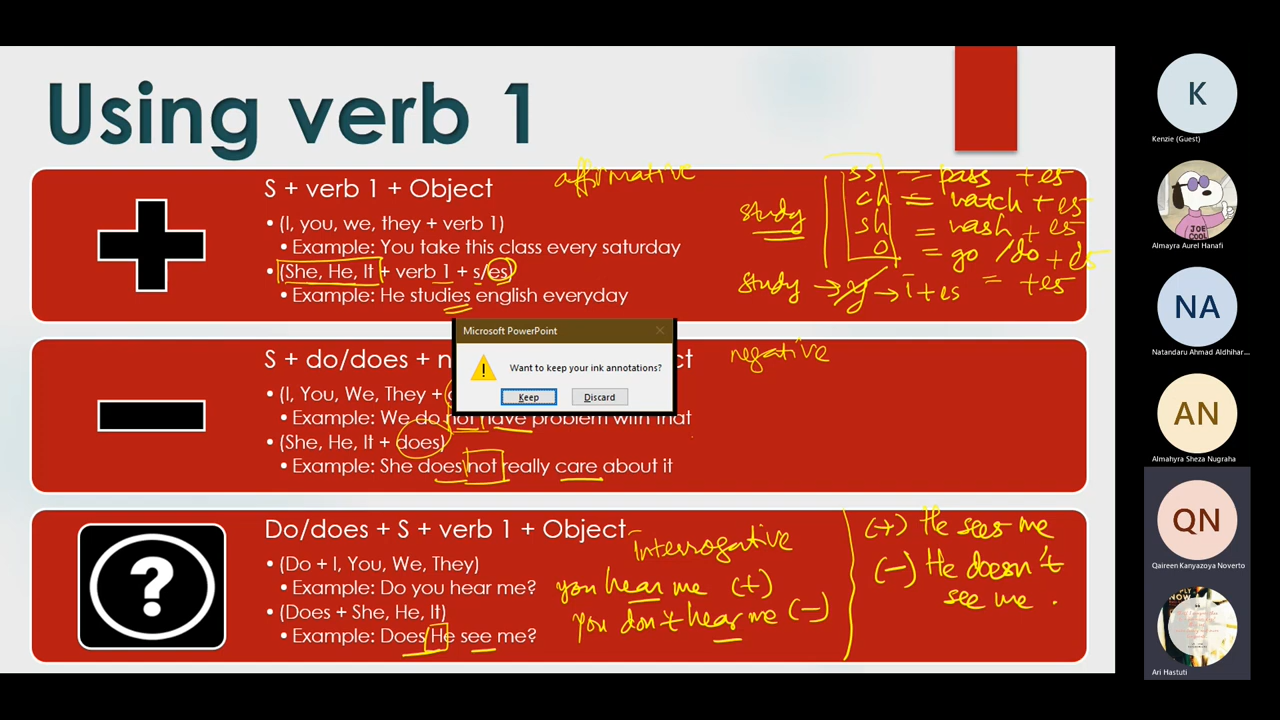 Using verb 1
S + verb 1 + Object
affirmative
• (I, you, we, they + verb 1)
• Example: You take this class every saturday
• (She, He, It + verb 1 + s/es)
• Example: He studies english everyday
study
ss = pass + es
ch = watch + es
sh = wash + es
o = go / do + es
study → y → i + es = + es
Microsoft PowerPoint
Want to keep your ink annotations?
Keep
Discard
S + do/does + n
ct
negative
• (I, You, We, They +
• Example: We do not have problem with that
• (She, He, It + does)
• Example: She does not really care about it
Do/does + S + verb 1 + Object
Interrogative
• (Do + I, You, We, They)
• Example: Do you hear me?
• (Does + She, He, It)
• Example: Does He see me?
you hear me (+)
you don't hear me (-)
(+) He sees me
(-) He doesn't
see me.
K
Kenzie (Guest)
JOE
COOL
Almayra Aurel Hanafi
NA
Natandaru Ahmad Aldhihar...
AN
Almahyra Sheza Nugraha
QN
Qaireen Kanyazoya Noverto
Ari Hastuti